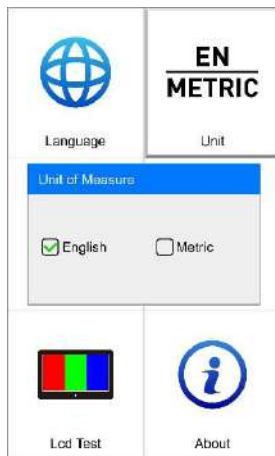 EN
METRIC
Language
Unit
Unit of Measure
English
Metric
Lcd Test
About